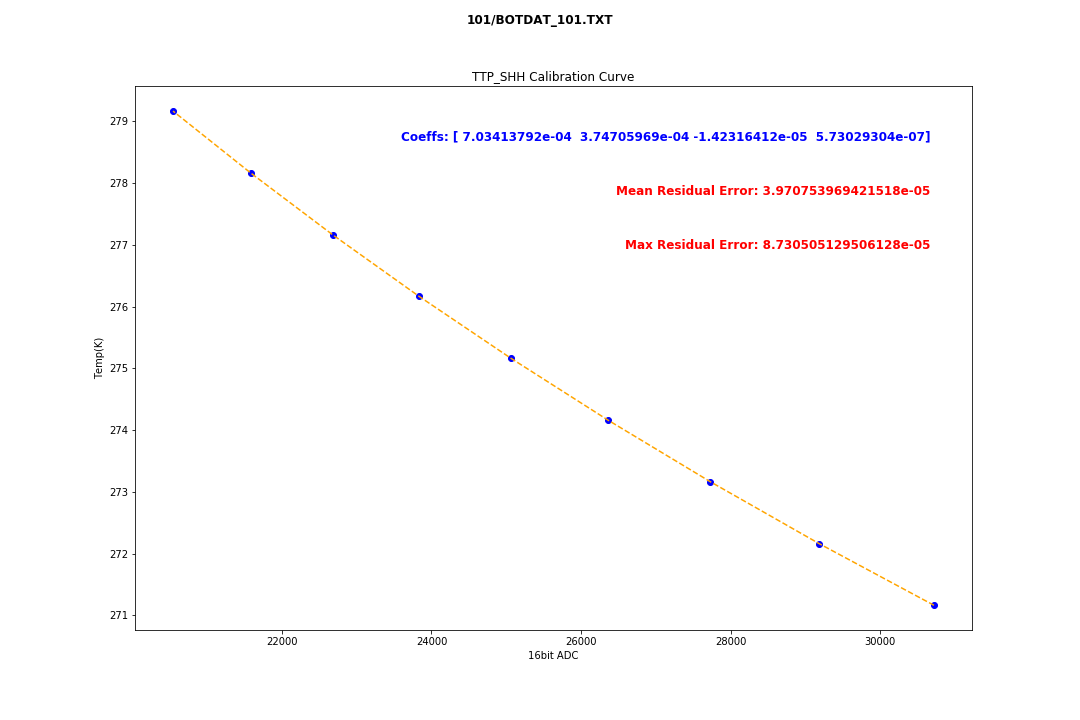 101/BOTDAT_101.TXT
TTP_SHH Calibration Curve
279
278
277
276
275
274
273
272
271
Temp(K)
Coeffs: [ 7.03413792e-04  3.74705969e-04 -1.42316412e-05  5.73029304e-07]
Mean Residual Error: 3.970753969421518e-05
Max Residual Error: 8.730505129506128e-05
22000 24000 26000 28000 30000
16bit ADC